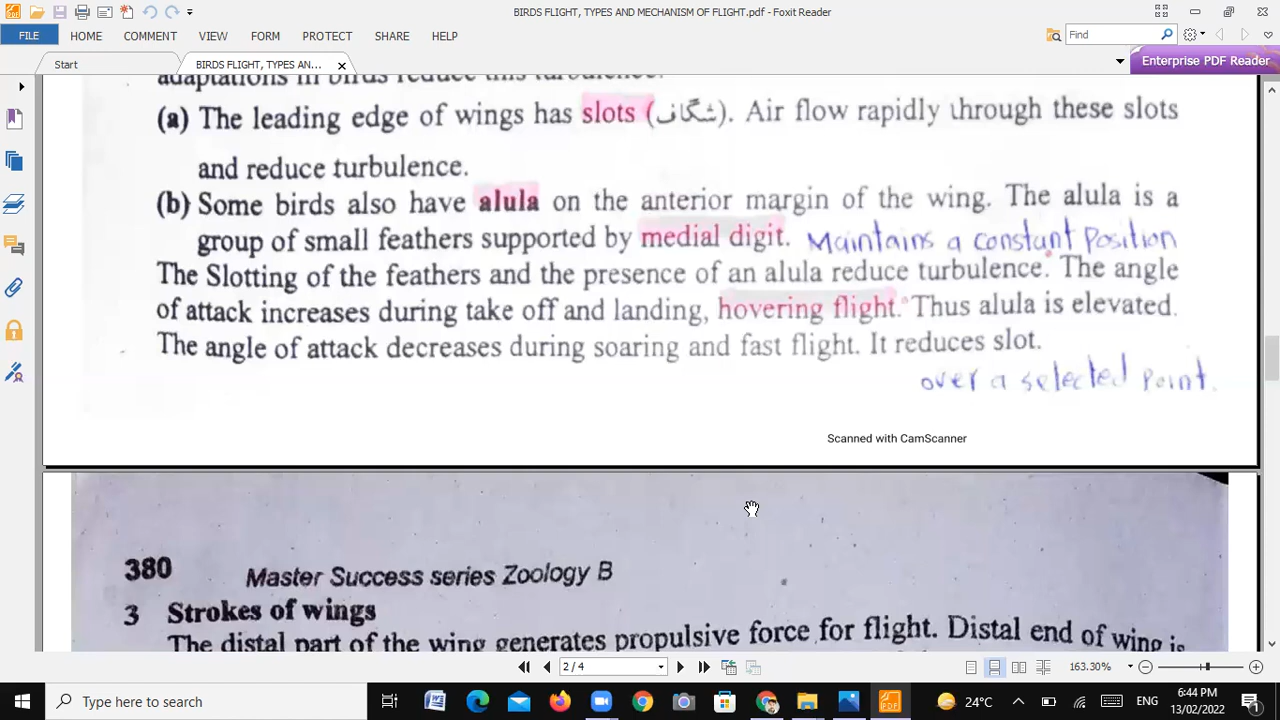 BIRDS FLIGHT, TYPES AND MECHANISM OF FLIGHT.pdf - Foxit Reader
FILE HOME COMMENT VIEW FORM PROTECT SHARE HELP Find
Start BIRDS FLIGHT, TYPES AN... Enterprise PDF Reader
adaptations in birds reduce this turbulence.
(a) The leading edge of wings has slots (شگاف). Air flow rapidly through these slots
and reduce turbulence.
(b) Some birds also have alula on the anterior margin of the wing. The alula is a
group of small feathers supported by medial digit. Maintains a constant Position
The Slotting of the feathers and the presence of an alula reduce turbulence. The angle
of attack increases during take off and landing, hovering flight. Thus alula is elevated.
The angle of attack decreases during soaring and fast flight. It reduces slot.
over a selected point.
Scanned with CamScanner
380 Master Success series Zoology B
3 Strokes of wings
The distal part of the wing generates propulsive force for flight. Distal end of wing is
2 / 4 163.30%
Type here to search 24°C ENG 6:44 PM
13/02/2022